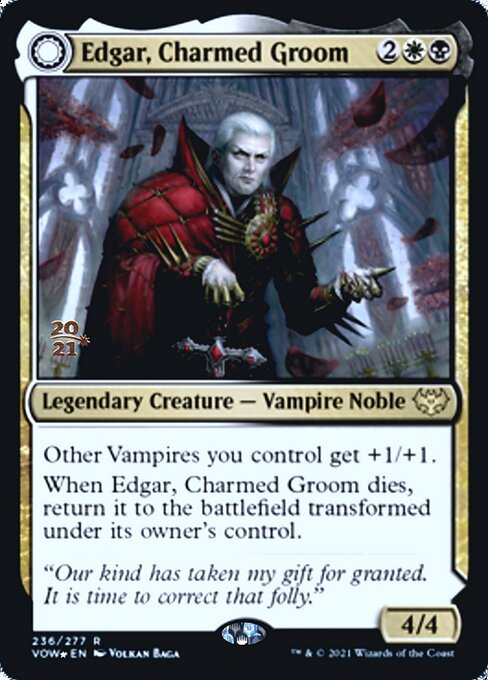 Edgar, Charmed Groom 2
20
21
Legendary Creature — Vampire Noble
Other Vampires you control get +1/+1.
When Edgar, Charmed Groom dies,
return it to the battlefield transformed
under its owner's control.
“Our kind has taken my gift for granted.
It is time to correct that folly.”
4/4
236/277 R
VOW★EN Volkan Baga ™ & © 2021 Wizards of the Coast